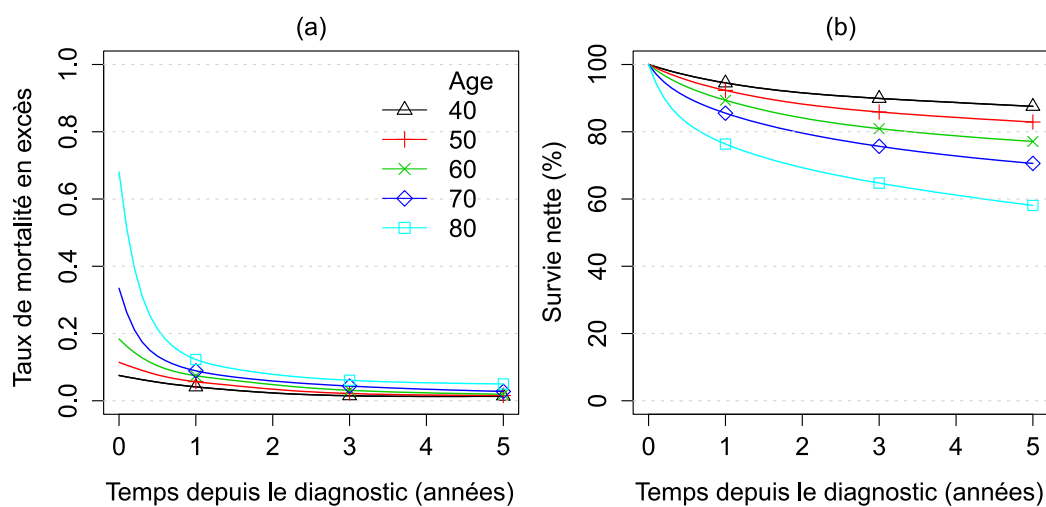 (a)
Taux de mortalité en excès
1.0
0.8
0.6
0.4
0.2
0.0
Age
40
50
60
70
80
0 1 2 3 4 5
Temps depuis le diagnostic (années)
(b)
Survie nette (%)
100
80
60
40
20
0
0 1 2 3 4 5
Temps depuis le diagnostic (années)